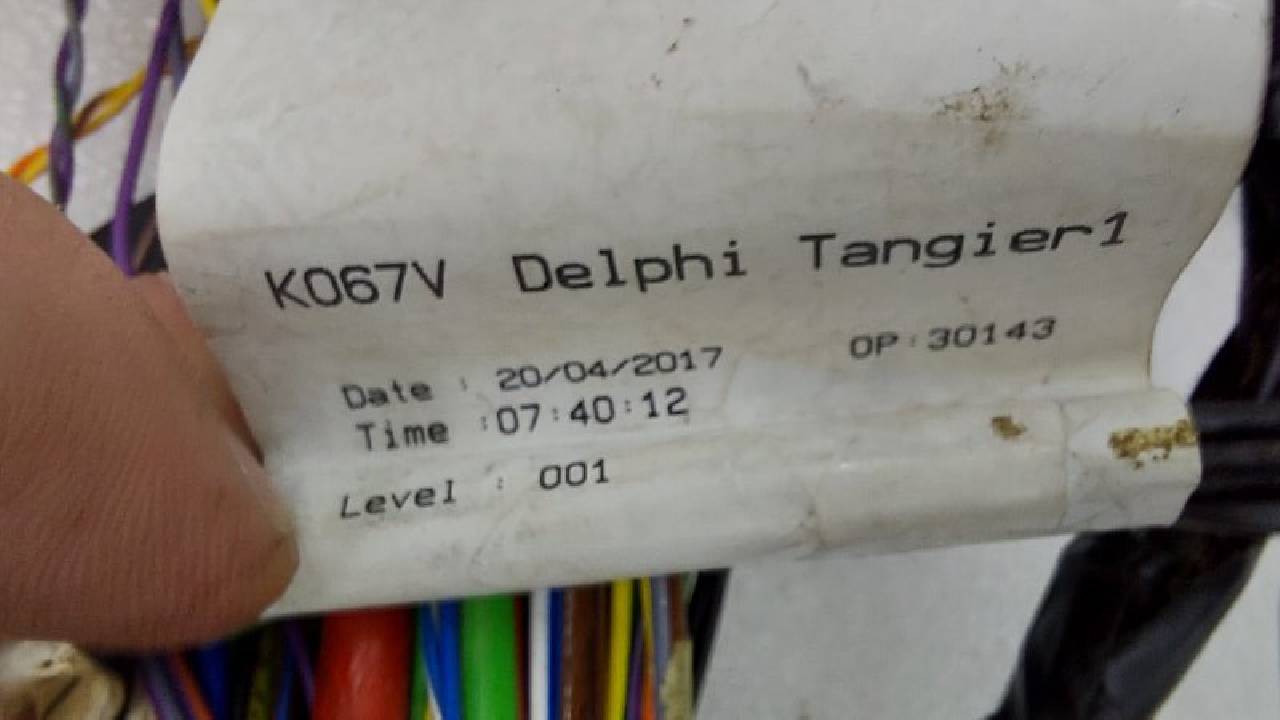 K067V Delphi Tangier1
Date : 20/04/2017 OP:30143
Time :07:40:12
Level : 001